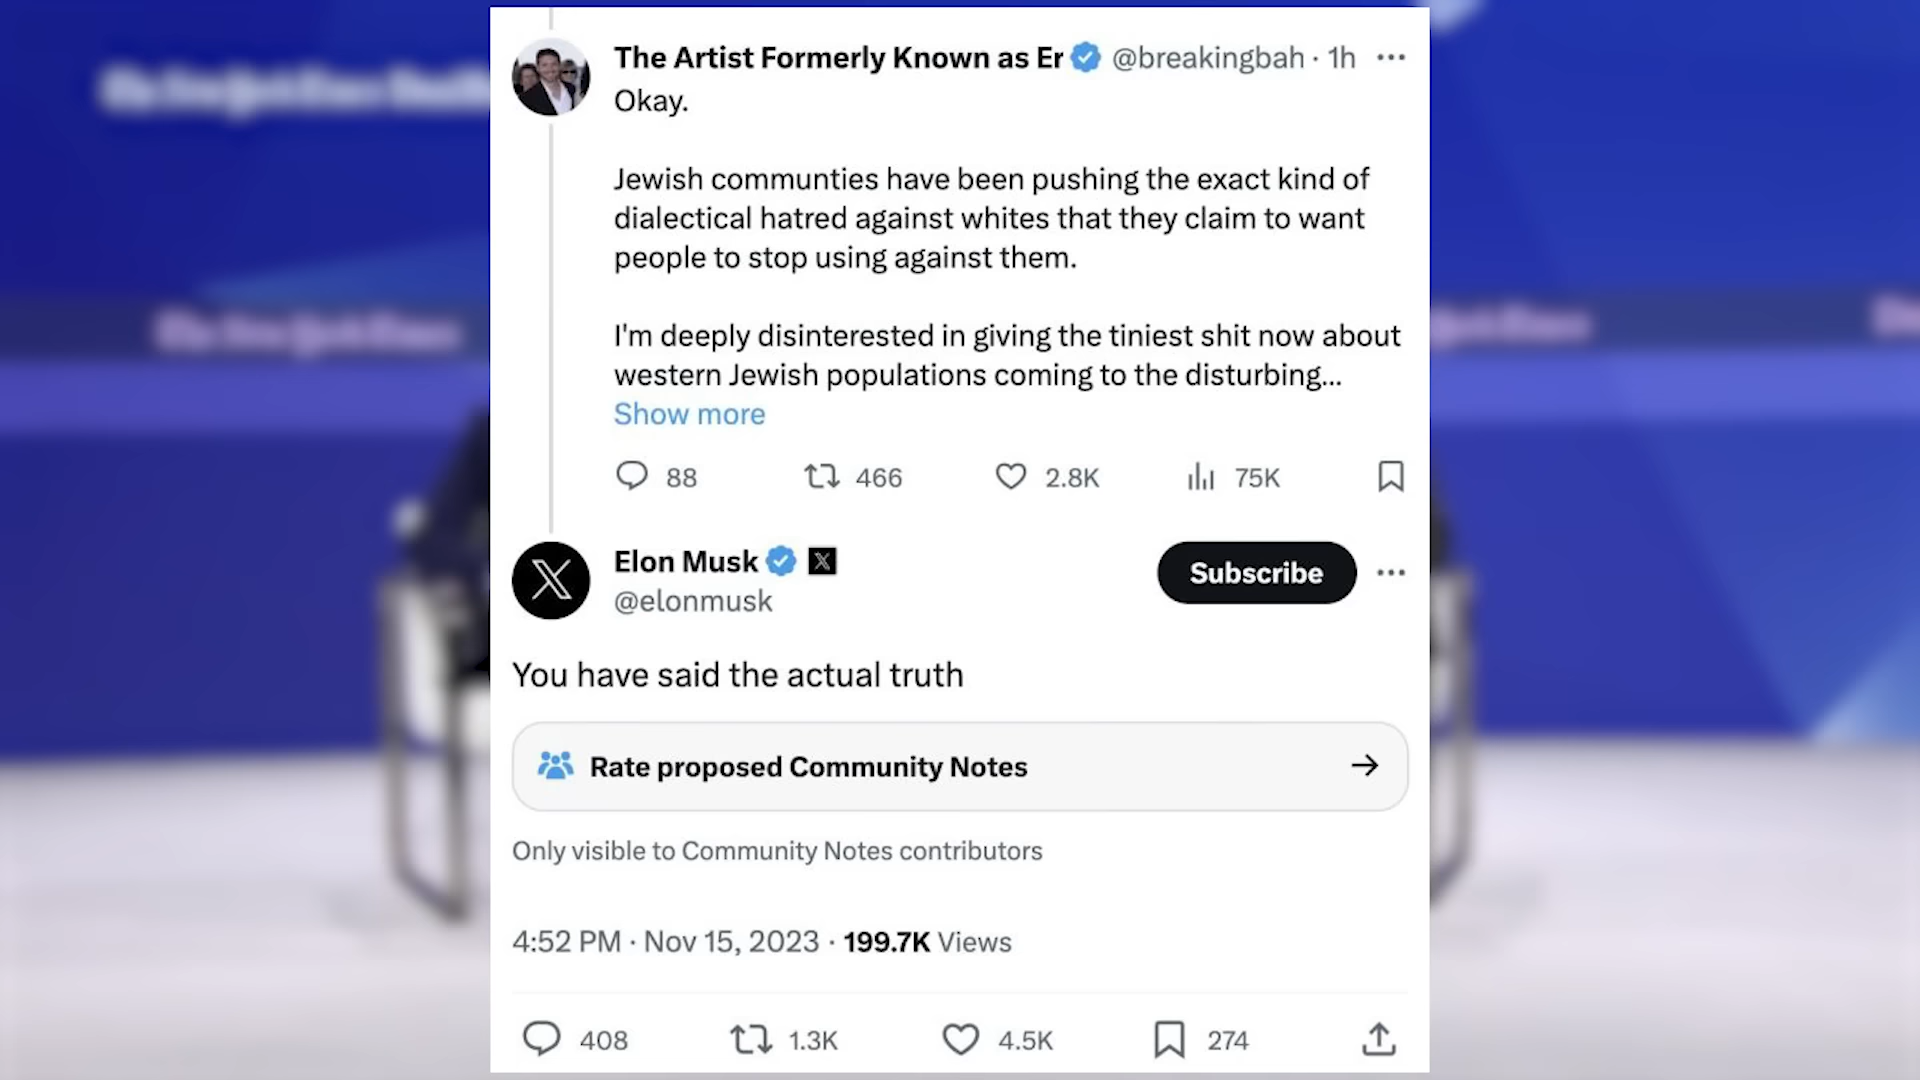 The Artist Formerly Known as Er @breakingbah · 1h
Okay.
Jewish communties have been pushing the exact kind of
dialectical hatred against whites that they claim to want
people to stop using against them.
I'm deeply disinterested in giving the tiniest shit now about
western Jewish populations coming to the disturbing...
Show more
88 466 2.8K 75K
Elon Musk
@elonmusk
Subscribe
You have said the actual truth
Rate proposed Community Notes
Only visible to Community Notes contributors
4:52 PM · Nov 15, 2023 · 199.7K Views
408 1.3K 4.5K 274